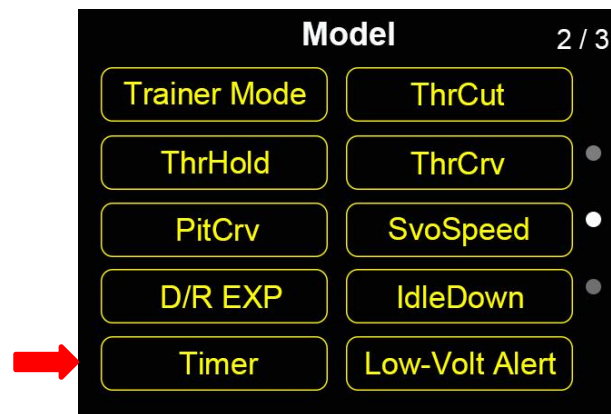 Model 2 / 3
Trainer Mode ThrCut
ThrHold ThrCrv
PitCrv SvoSpeed
D/R EXP IdleDown
Timer Low-Volt Alert